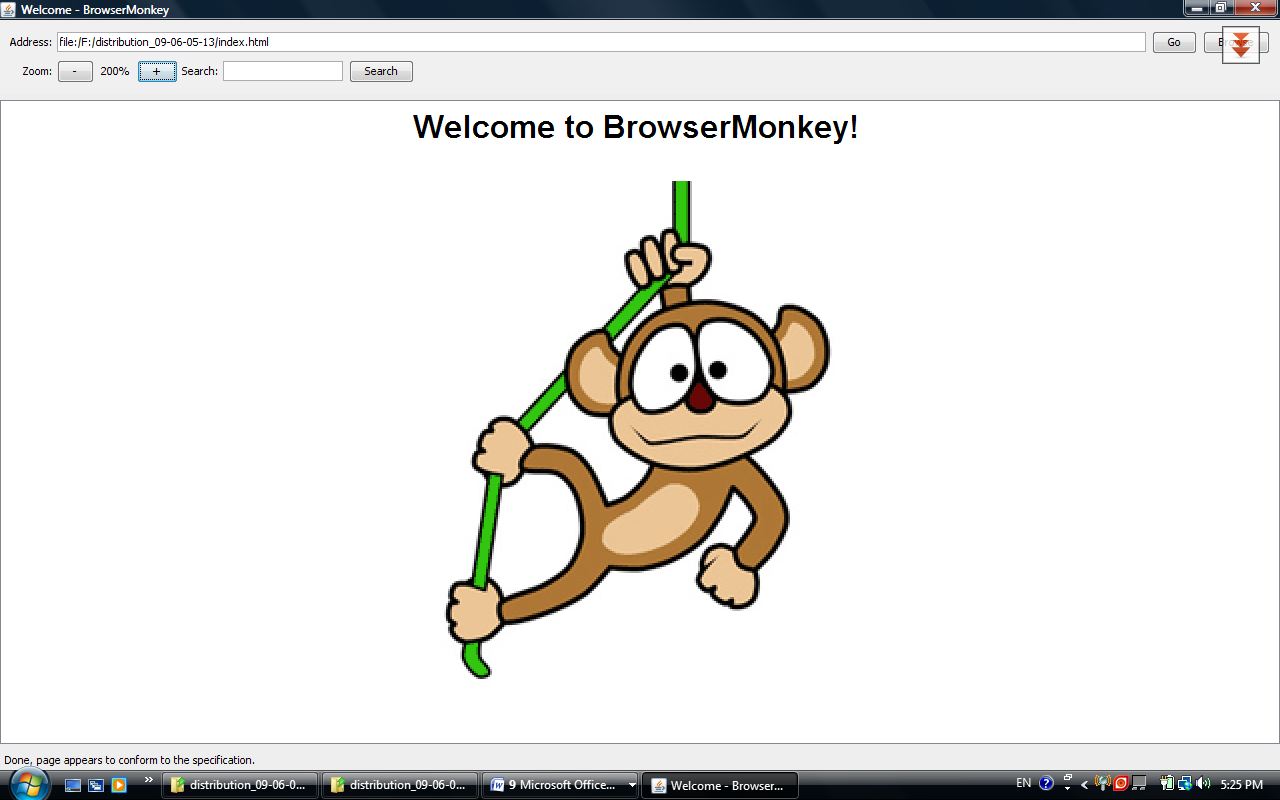 Welcome - BrowserMonkey
Address: file:/F:/distribution_09-06-05-13/index.html Go
Zoom: - 200% + Search: Search
Welcome to BrowserMonkey!
Done, page appears to conform to the specification.
» distribution_09-06-0... distribution_09-06-0... 9 Microsoft Office... Welcome - Browser... EN 5:25 PM